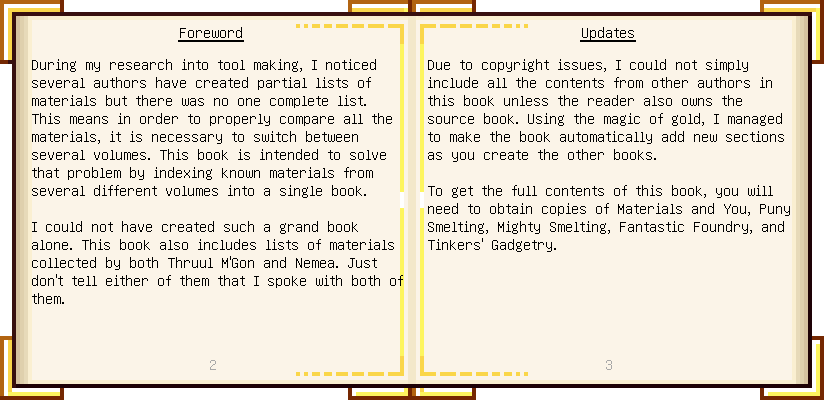 Foreword
During my research into tool making, I noticed
several authors have created partial lists of
materials but there was no one complete list.
This means in order to properly compare all the
materials, it is necessary to switch between
several volumes. This book is intended to solve
that problem by indexing known materials from
several different volumes into a single book.
I could not have created such a grand book
alone. This book also includes lists of materials
collected by both Thruul M'Gon and Nemea. Just
don't tell either of them that I spoke with both of
them.
2
Updates
Due to copyright issues, I could not simply
include all the contents from other authors in
this book unless the reader also owns the
source book. Using the magic of gold, I managed
to make the book automatically add new sections
as you create the other books.
To get the full contents of this book, you will
need to obtain copies of Materials and You, Puny
Smelting, Mighty Smelting, Fantastic Foundry, and
Tinkers' Gadgetry.
3